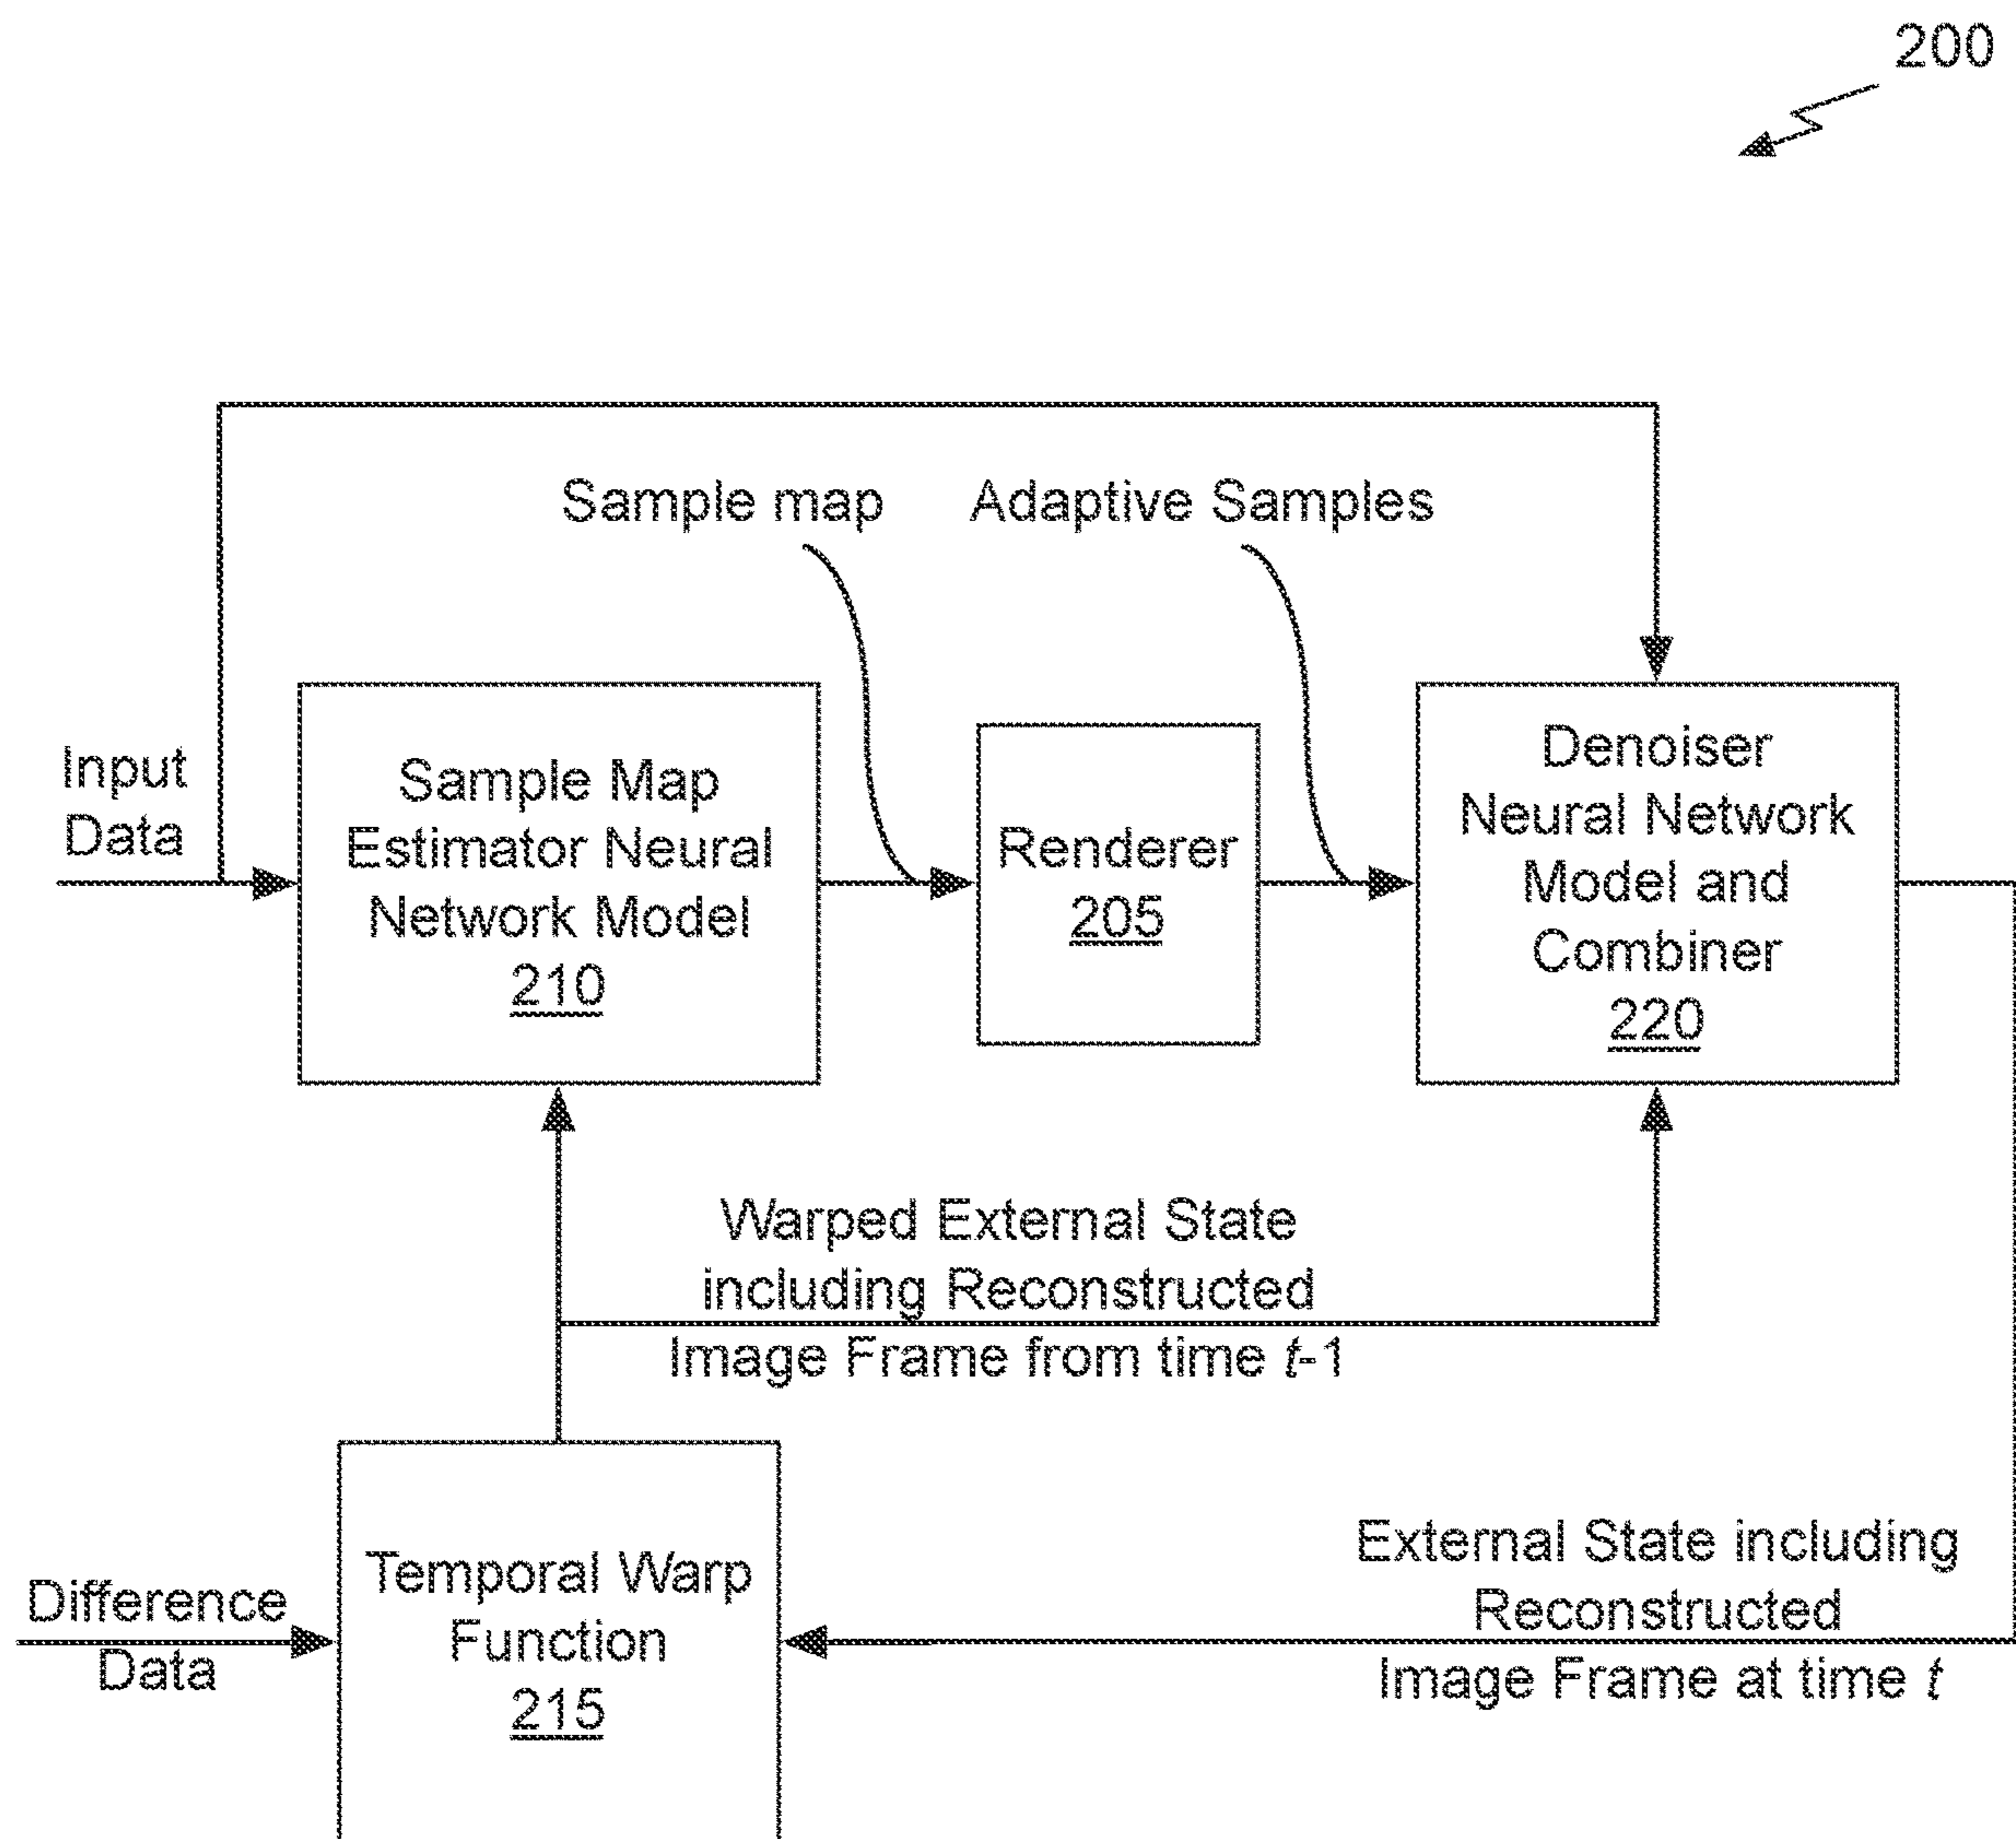 200
Sample map
Adaptive Samples
Input
Data
Sample Map
Estimator Neural
Network Model
210
Renderer
205
Denoiser
Neural Network
Model and
Combiner
220
Warped External State
including Reconstructed
Image Frame from time t-1
Difference
Data
Temporal Warp
Function
215
External State including
Reconstructed
Image Frame at time t